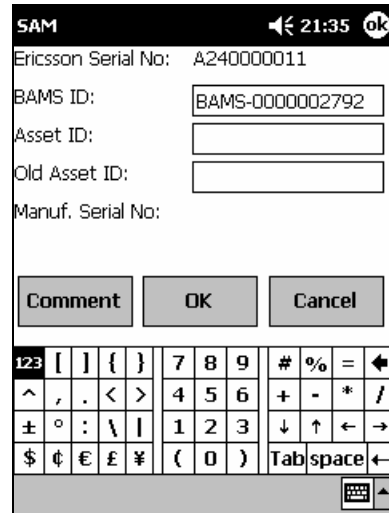 SAM 21:35 ok
Ericsson Serial No: A240000011
BAMS ID: BAMS-0000002792
Asset ID:
Old Asset ID:
Manuf. Serial No:
Comment OK Cancel
123 [ ] { } 7 8 9 # % = 🡄
^ , . < > 4 5 6 + - * /
± ° : \ | 1 2 3 ↓ ↑ ← →
$ ¢ € £ ¥ ( 0 ) Tab space ←